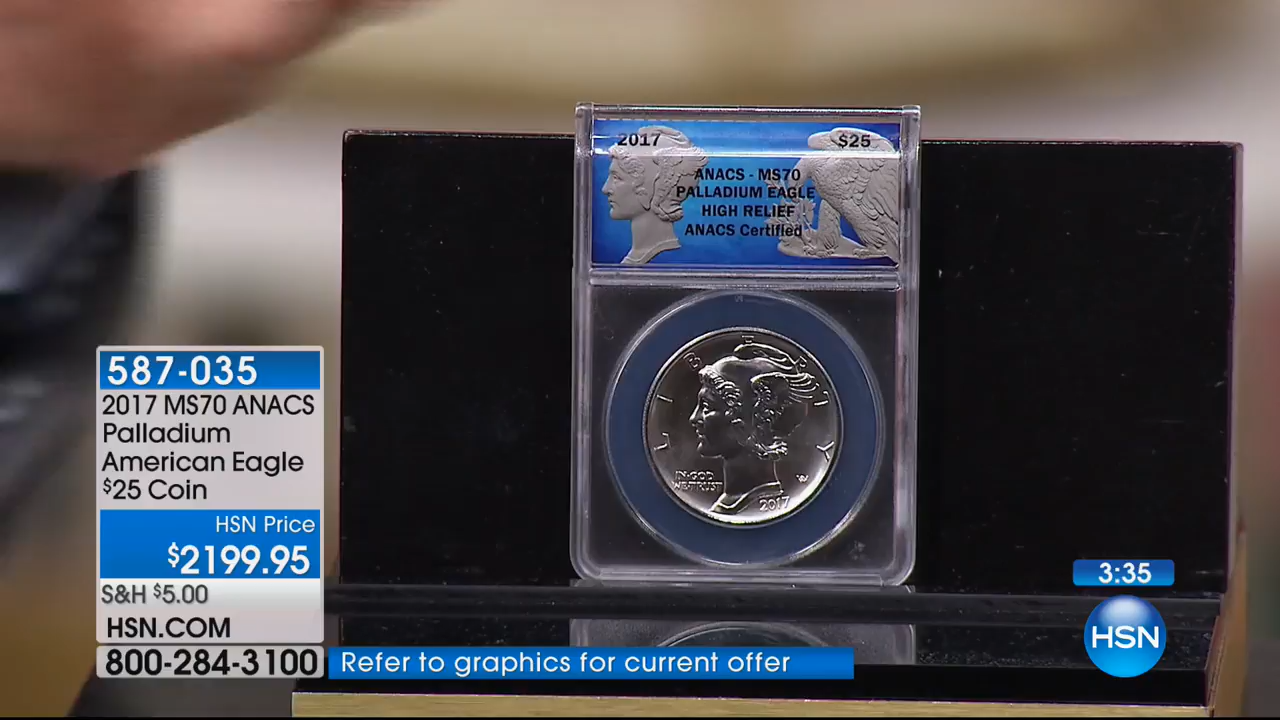 2017 $25
ANACS - MS70
PALLADIUM EAGLE
HIGH RELIEF
ANACS Certified
LIBERTY
IN·GOD
WE·TRUST
2017
587-035
2017 MS70 ANACS
Palladium
American Eagle
$25 Coin
HSN Price
$2199.95
S&H $5.00
HSN.COM
800-284-3100
Refer to graphics for current offer
3:35
HSN